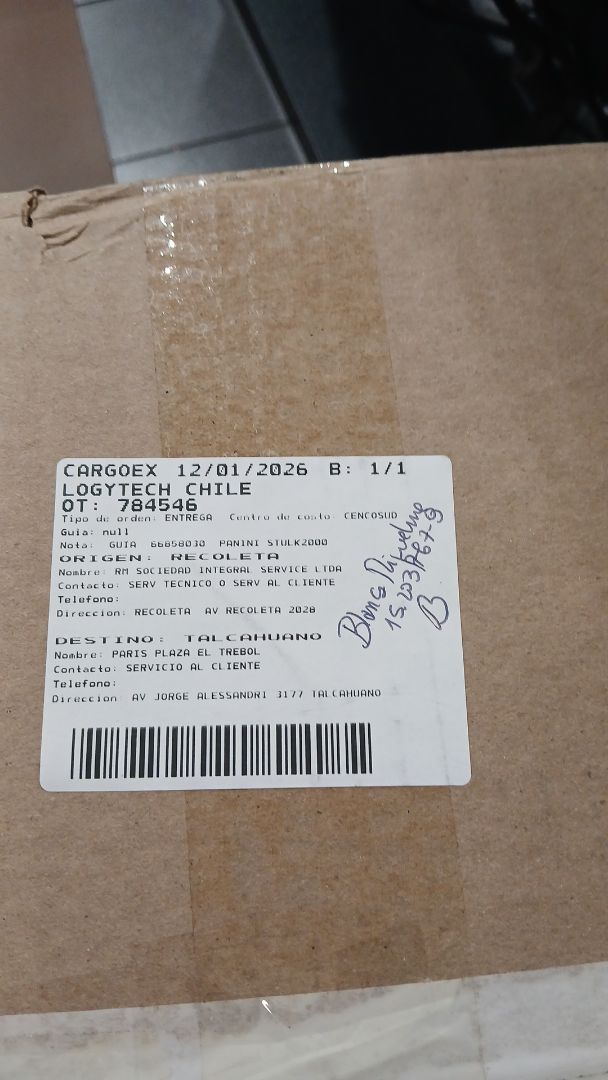 CARGOEX 12/01/2026 B: 1/1
LOGYTECH CHILE
OT: 784546
Tipo de orden: ENTREGA Centro de costo: CENCOSUD
Guia: null
Nota: GUIA 66858030 PANINI STULK2000
ORIGEN: RECOLETA
Nombre: RM SOCIEDAD INTEGRAL SERVICE LTDA
Contacto: SERV TECNICO O SERV AL CLIENTE
Telefono:
Direccion: RECOLETA AV RECOLETA 2028
DESTINO: TALCAHUANO
Nombre: PARIS PLAZA EL TREBOL
Contacto: SERVICIO AL CLIENTE
Telefono:
Direccion: AV JORGE ALESSANDRI 3177 TALCAHUANO